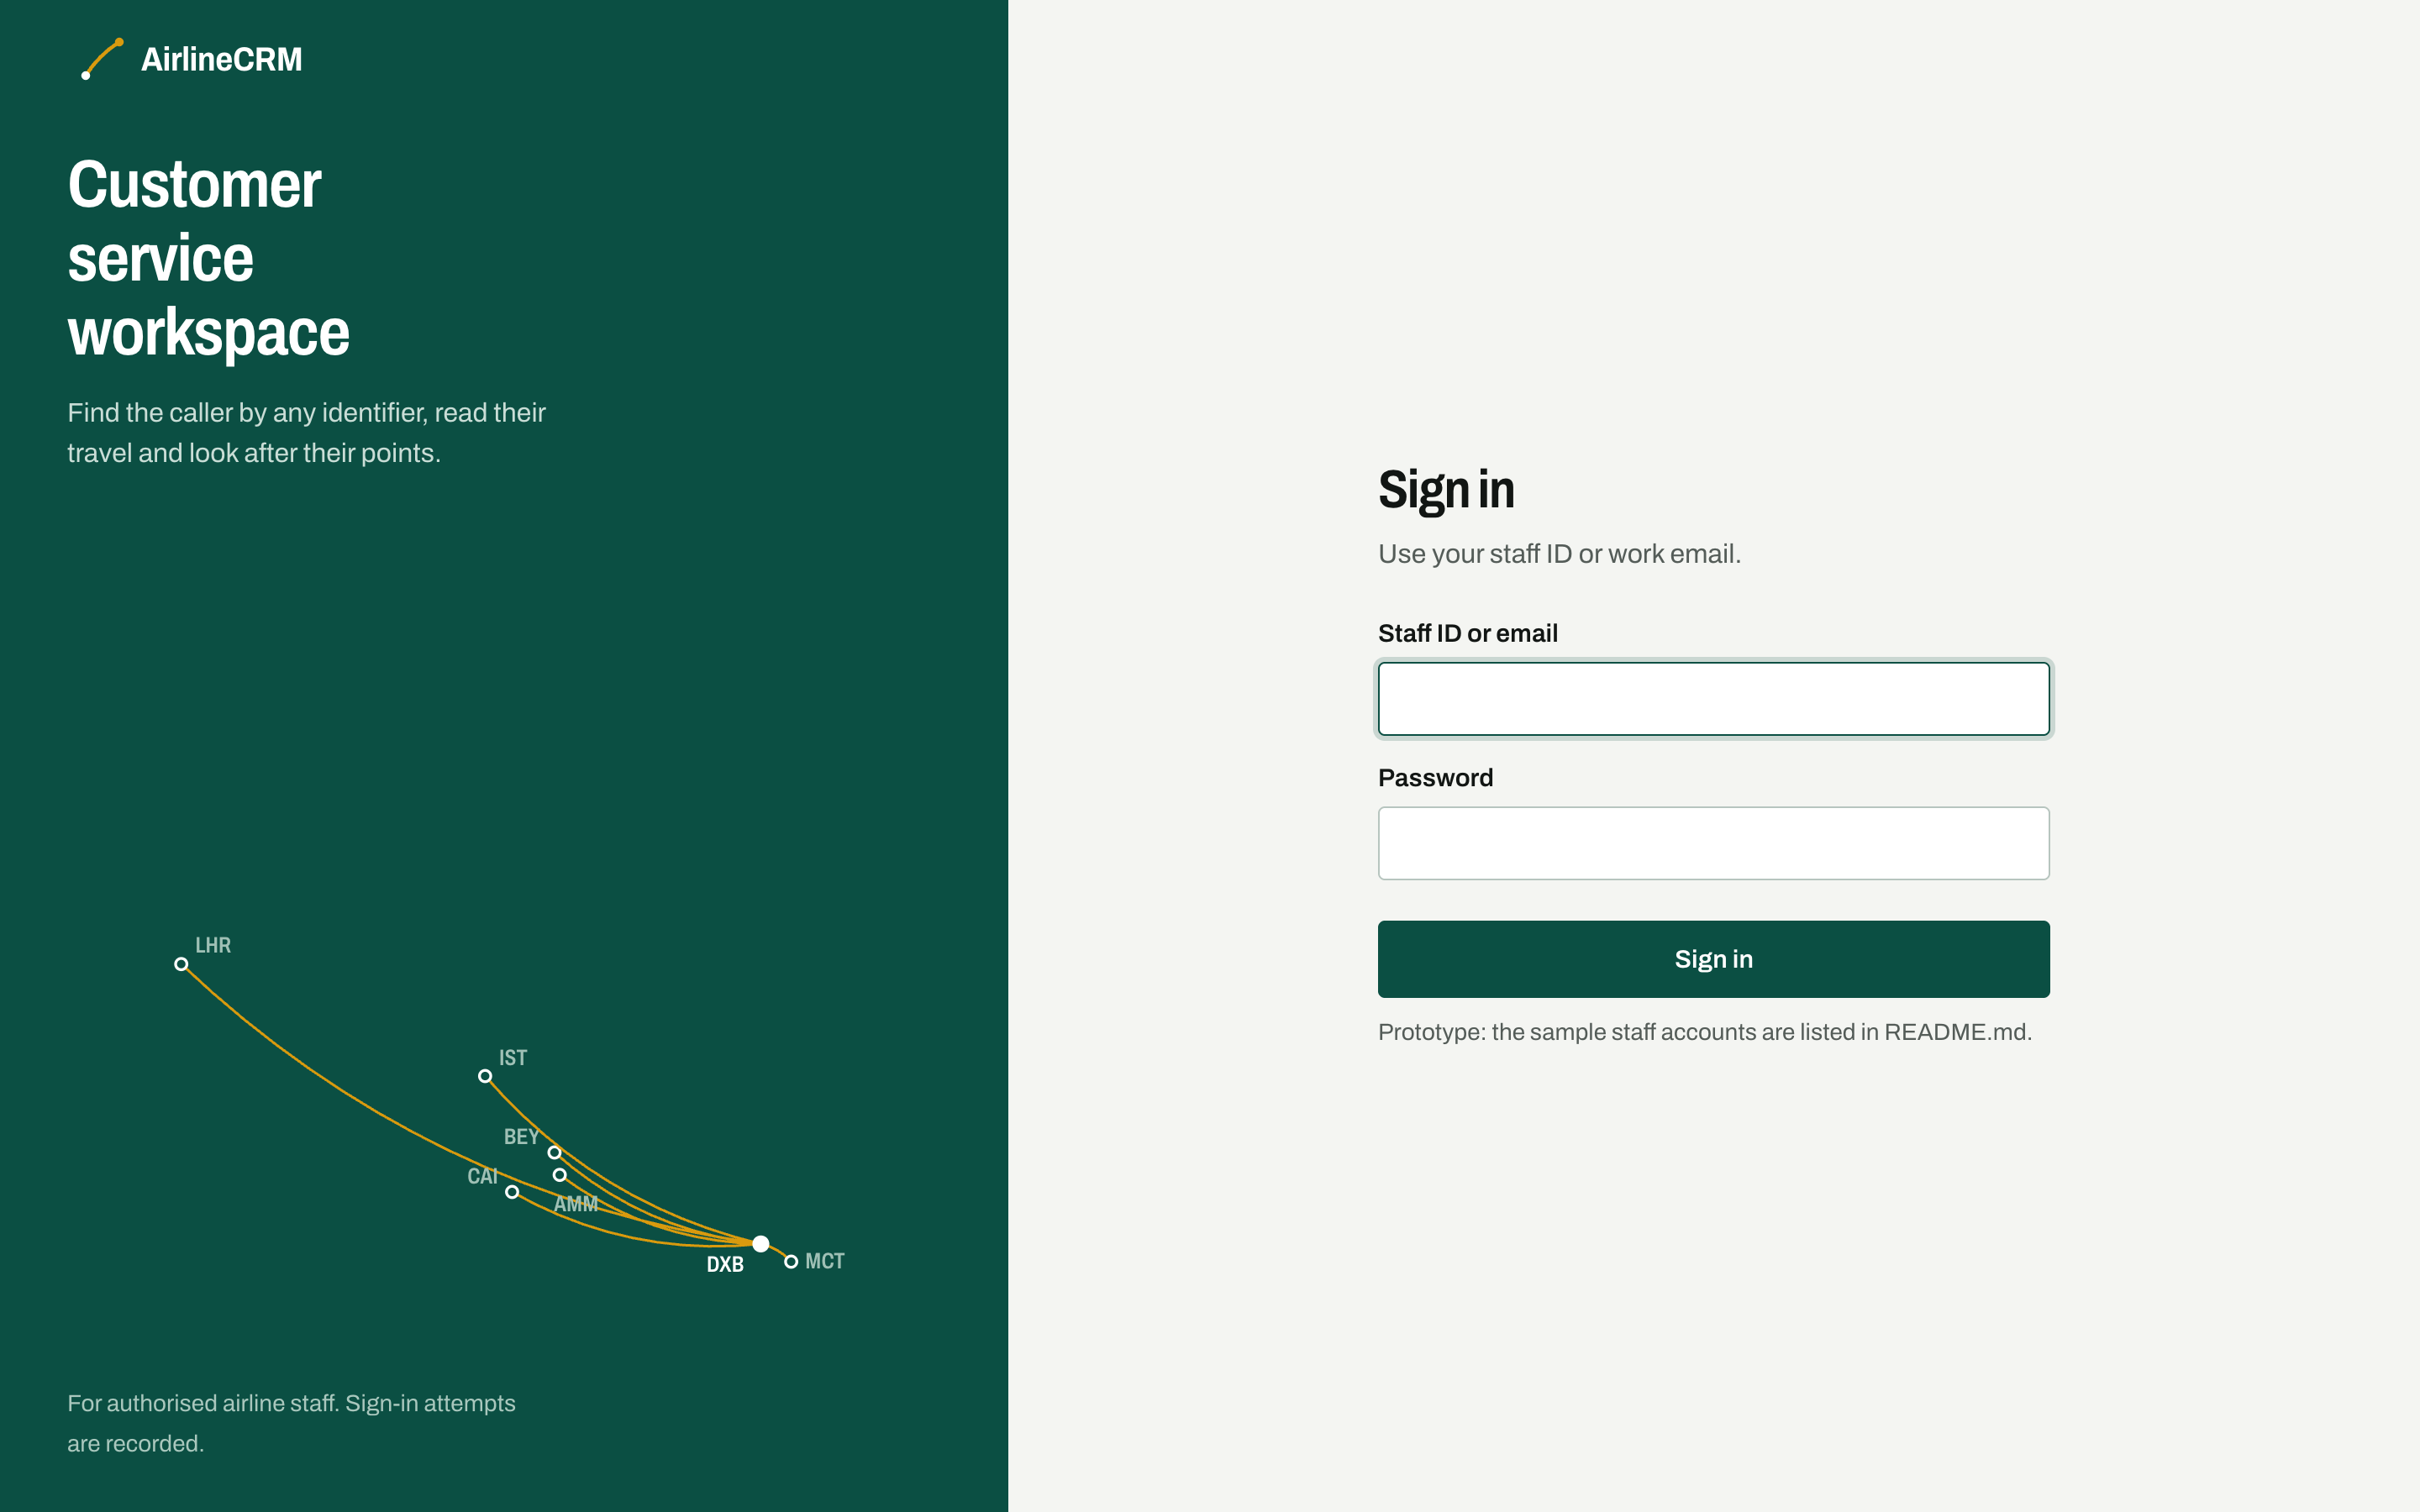 AirlineCRM
Customer
service
workspace
Find the caller by any identifier, read their
travel and look after their points.
LHR
IST
BEY
CAI
AMM
DXB
MCT
For authorised airline staff. Sign-in attempts
are recorded.
Sign in
Use your staff ID or work email.
Staff ID or email
Password
Sign in
Prototype: the sample staff accounts are listed in README.md.